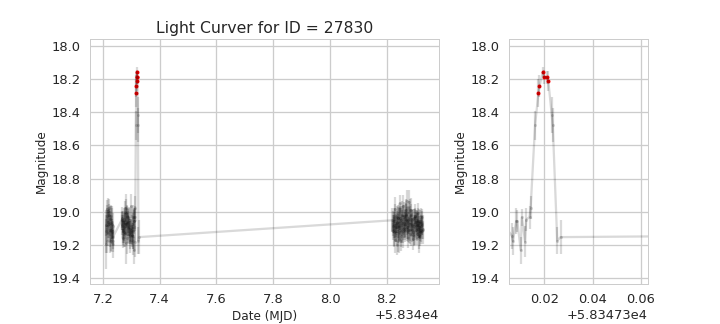 Light Curver for ID = 27830
Magnitude
18.0
18.2
18.4
18.6
18.8
19.0
19.2
19.4
7.2 7.4 7.6 7.8 8.0 8.2
Date (MJD)
+5.834e4
Magnitude
18.0
18.2
18.4
18.6
18.8
19.0
19.2
19.4
0.02 0.04 0.06
+5.83473e4